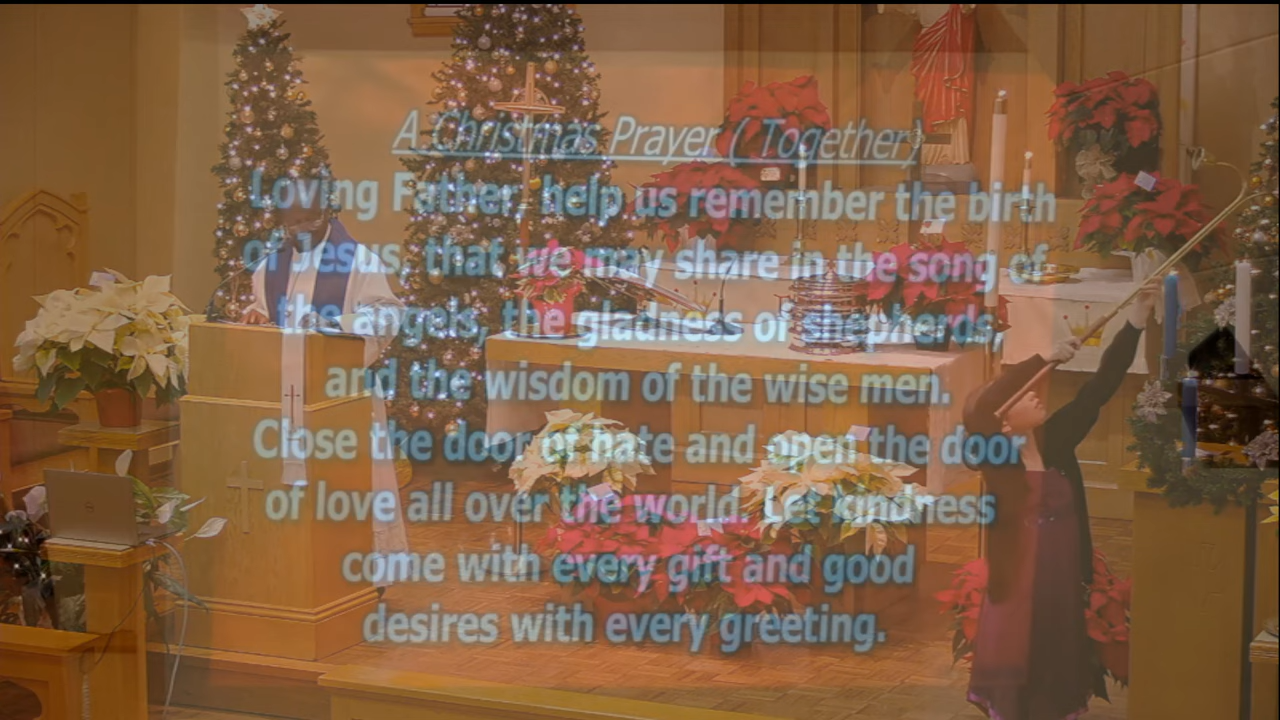 A Christmas Prayer ( Together)
Loving Father, help us remember the birth
of Jesus, that we may share in the song of
the angels, the gladness of shepherds,
and the wisdom of the wise men.
Close the door of hate and open the door
of love all over the world. Let kindness
come with every gift and good
desires with every greeting.